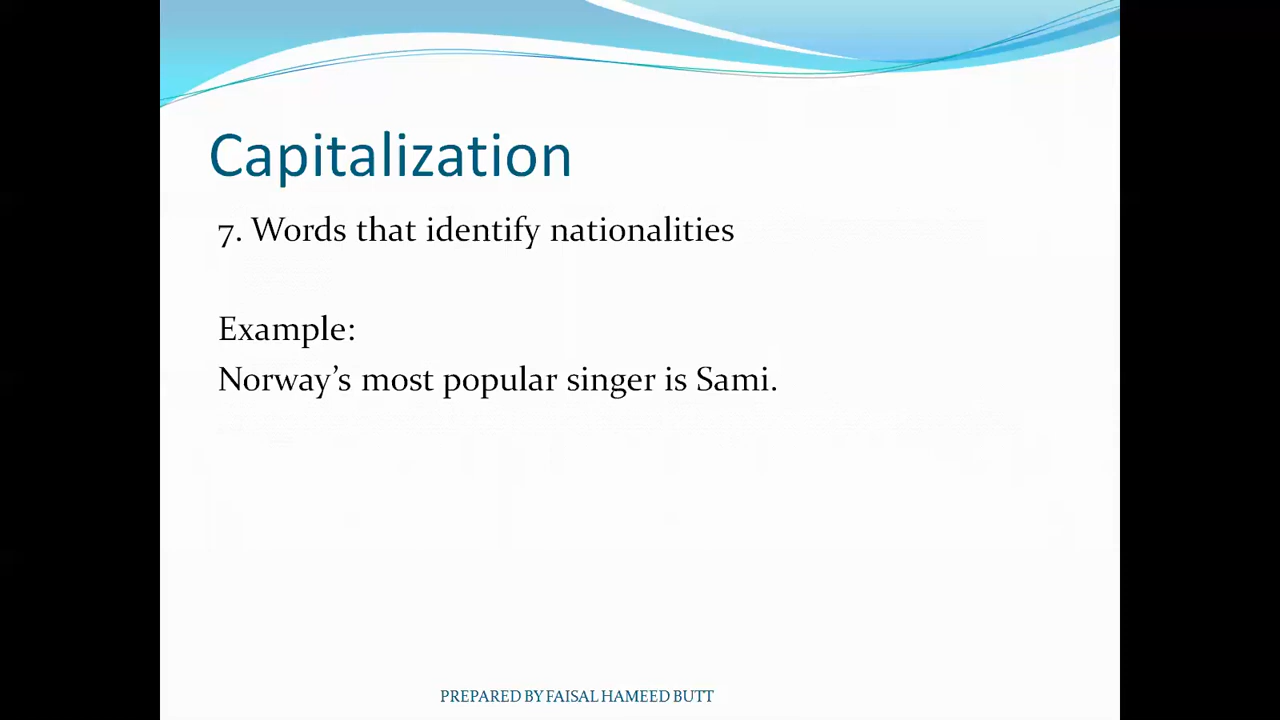 Capitalization
7. Words that identify nationalities
Example:
Norway’s most popular singer is Sami.
PREPARED BY FAISAL HAMEED BUTT